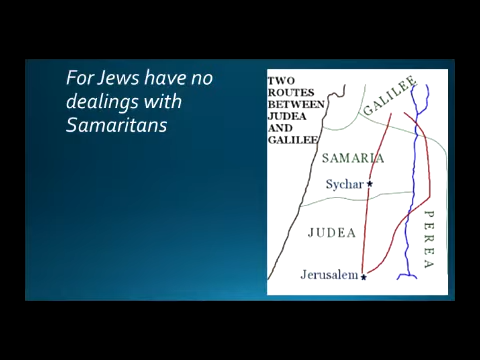 For Jews have no
dealings with
Samaritans
TWO
ROUTES
BETWEEN
JUDEA
AND
GALILEE
GALILEE
SAMARIA
Sychar
JUDEA
PEREA
Jerusalem